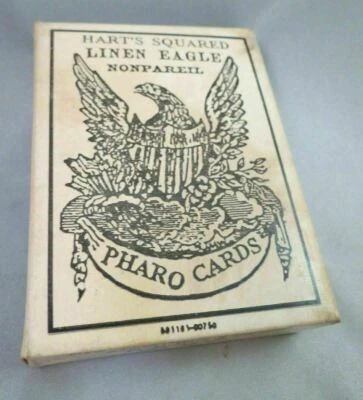 HART'S SQUARED
LINEN EAGLE
NONPAREIL
PHARO CARDS